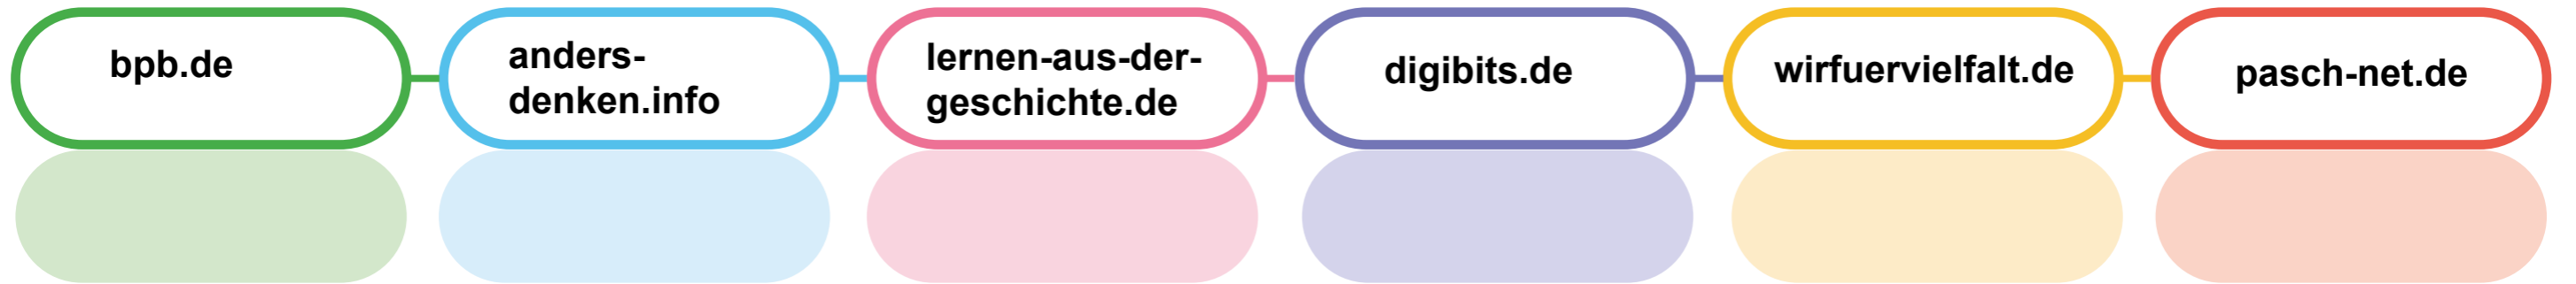 bpb.de
anders-
denken.info
lernen-aus-der-
geschichte.de
digibits.de
wirfuervielfalt.de
pasch-net.de